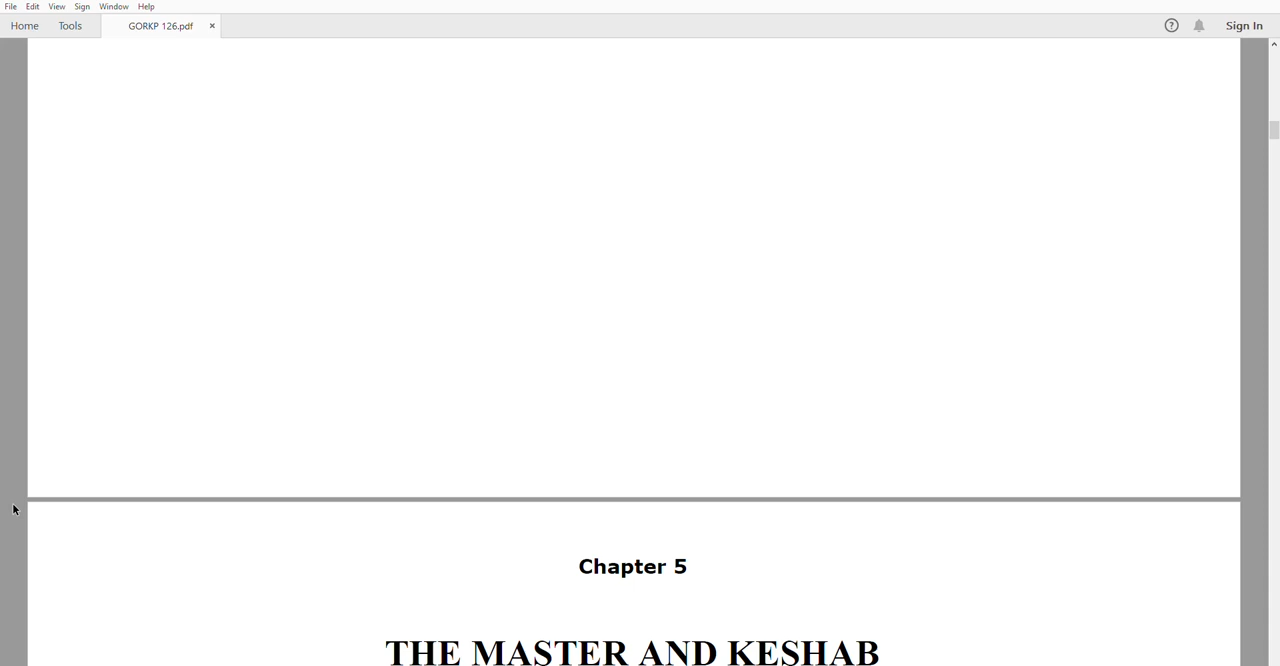 File Edit View Sign Window Help
Home Tools GORKP 126.pdf × ? Sign In
Chapter 5
THE MASTER AND KESHAB